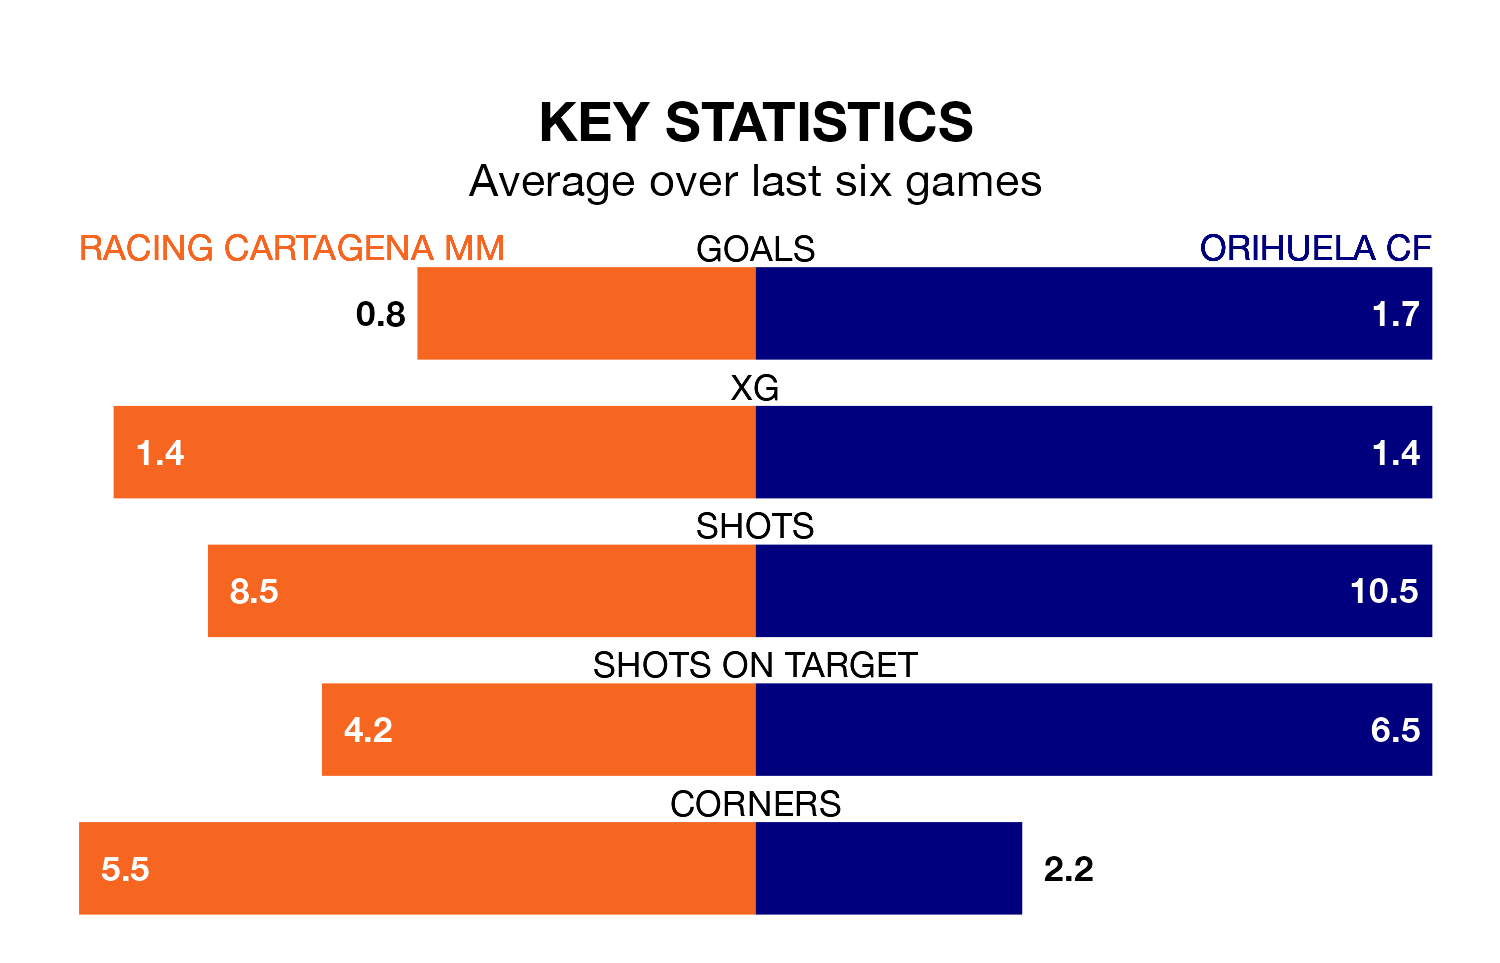 KEY STATISTICS
Average over last six games
RACING CARTAGENA MM GOALS ORIHUELA CF
0.8 1.7
XG
1.4 1.4
SHOTS
8.5 10.5
SHOTS ON TARGET
4.2 6.5
CORNERS
5.5 2.2